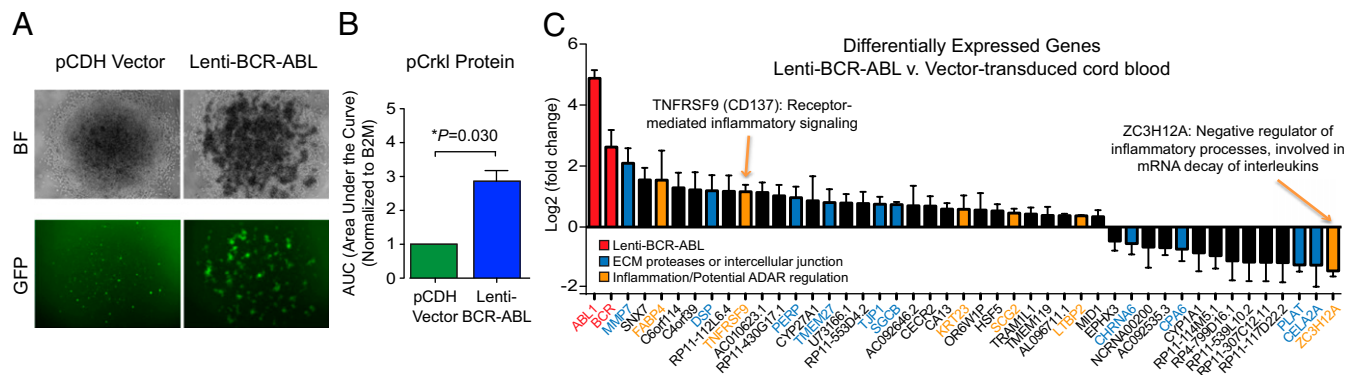 A
pCDH Vector
Lenti-BCR-ABL
BF
GFP
B
pCrkl Protein
AUC (Area Under the Curve)
(Normalized to B2M)
5
4
3
2
1
0
*P=0.030
pCDH
Vector
Lenti-
BCR-ABL
C
Differentially Expressed Genes
Lenti-BCR-ABL v. Vector-transduced cord blood
Log2 (fold change)
6
4
2
0
-2
TNFRSF9 (CD137): Receptor-
mediated inflammatory signaling
ZC3H12A: Negative regulator of
inflammatory processes, involved in
mRNA decay of interleukins
Lenti-BCR-ABL
ECM proteases or intercellular junction
Inflammation/Potential ADAR regulation
ABL1
BCR
MMP7
SNX7
FABP4
C6orf114
C4orf39
DSP
RP11-112L6.4
TNFRSF9
AC010623.1
RP11-430G17.1
PERP
CYP27A1
TMEM27
U73166.1
RP11-553D4.2
TJP1
SGCB
AC092646.2
CECR2
CA13
KRT23
OR6W1P
HSF5
SCG2
TRAM1L1
TMEM119
AL096711.1
LTBP2
MID1
EPHX3
CHRNA6
NCRNA00200
AC092535.3
CPA6
CYP1A1
RP11-114M5.1
RP4-799D16.1
RP11-539L10.2
RP11-307C12.1
RP11-117D22.2
PLAT
CELA2A
ZC3H12A